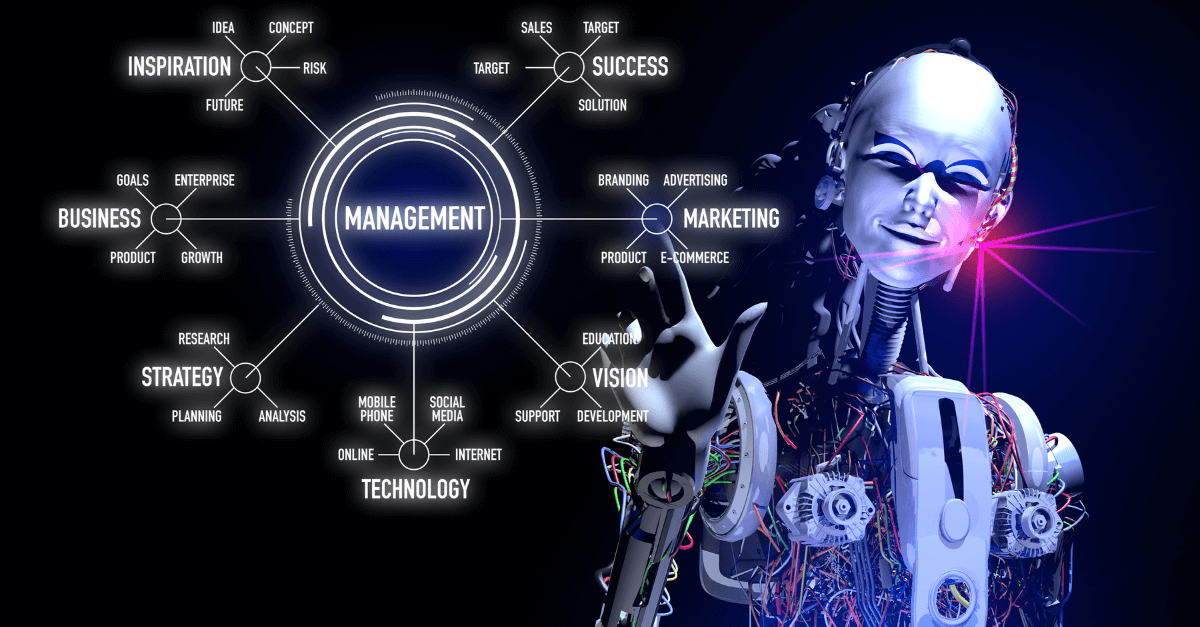 IDEA
CONCEPT
INSPIRATION
RISK
FUTURE
SALES
TARGET
TARGET
SUCCESS
SOLUTION
GOALS
ENTERPRISE
BUSINESS
PRODUCT
GROWTH
MANAGEMENT
BRANDING
ADVERTISING
MARKETING
PRODUCT
E-COMMERCE
RESEARCH
STRATEGY
PLANNING
ANALYSIS
EDUCATION
VISION
SUPPORT
DEVELOPMENT
MOBILE
PHONE
SOCIAL
MEDIA
ONLINE
INTERNET
TECHNOLOGY